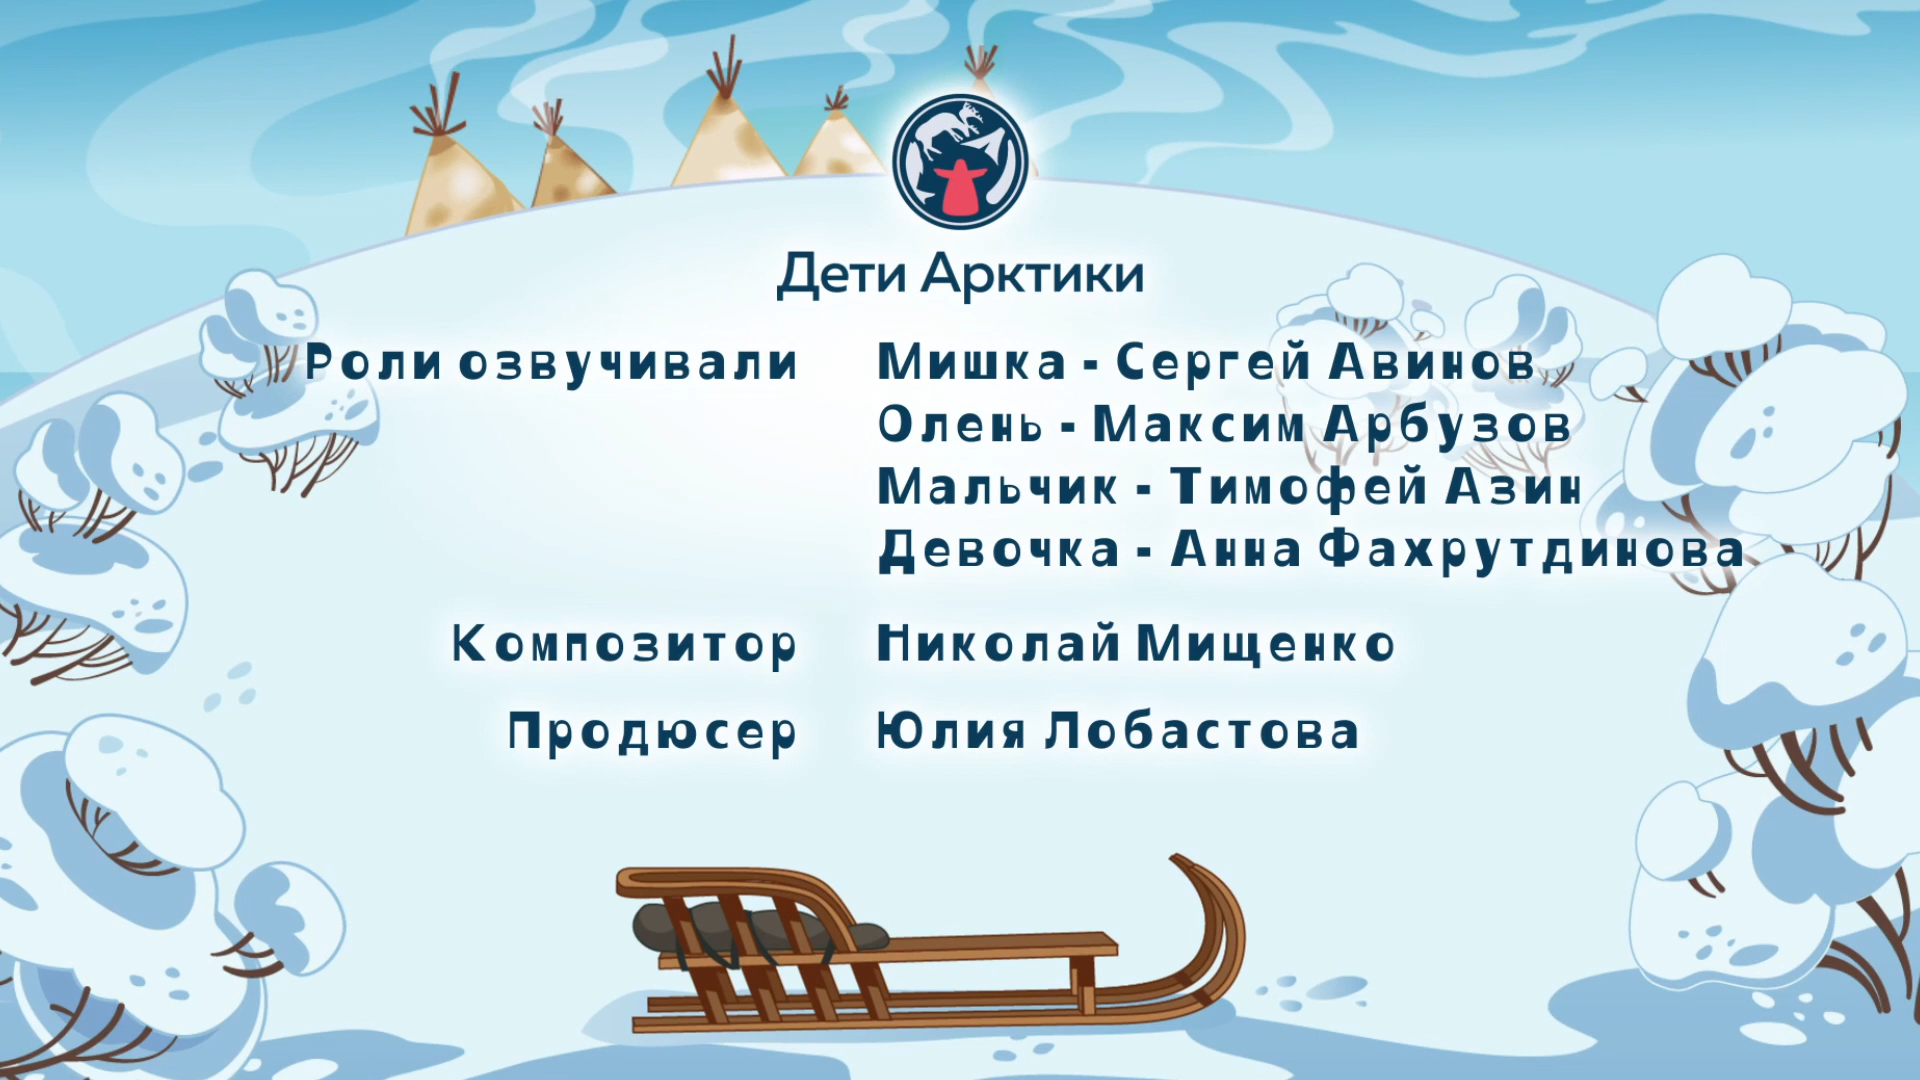 Дети Арктики
Роли озвучивали Мишка - Сергей Авинов
Олень - Максим Арбузов
Мальчик - Тимофей Азин
Девочка - Анна Фахрутдинова
Композитор Николай Мищенко
Продюсер Юлия Лобастова